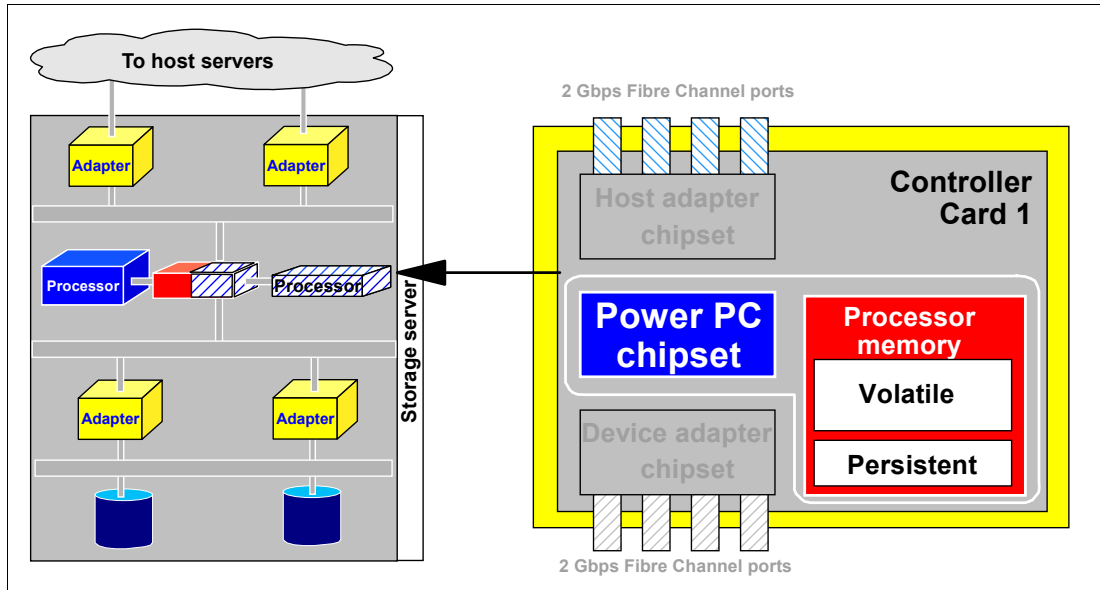 To host servers
Adapter
Adapter
Processor
Processor
Adapter
Adapter
Storage server
2 Gbps Fibre Channel ports
Host adapter
chipset
Controller
Card 1
Power PC
chipset
Processor
memory
Volatile
Persistent
Device adapter
chipset
2 Gbps Fibre Channel ports